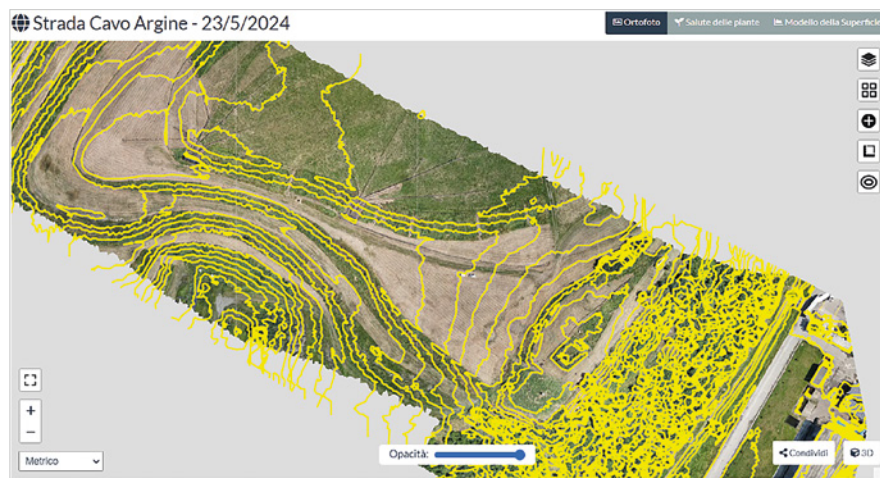 Strada Cavo Argine - 23/5/2024
Ortofoto
Salute delle piante
Modello della Superficie
+
−
Metrico
Opacità:
Condividi
3D